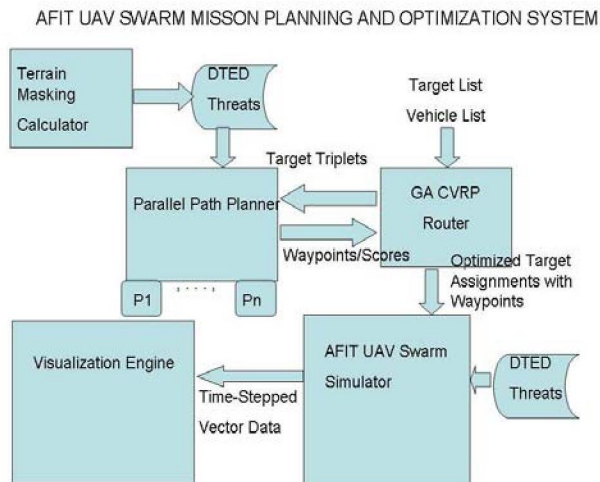 AFIT UAV SWARM MISSON PLANNING AND OPTIMIZATION SYSTEM
Terrain
Masking
Calculator
DTED
Threats
Target List
Vehicle List
Target Triplets
Parallel Path Planner
GA CVRP
Router
Waypoints/Scores
Optimized Target
Assignments with
Waypoints
P1
Pn
Visualization Engine
AFIT UAV Swarm
Simulator
DTED
Threats
Time-Stepped
Vector Data